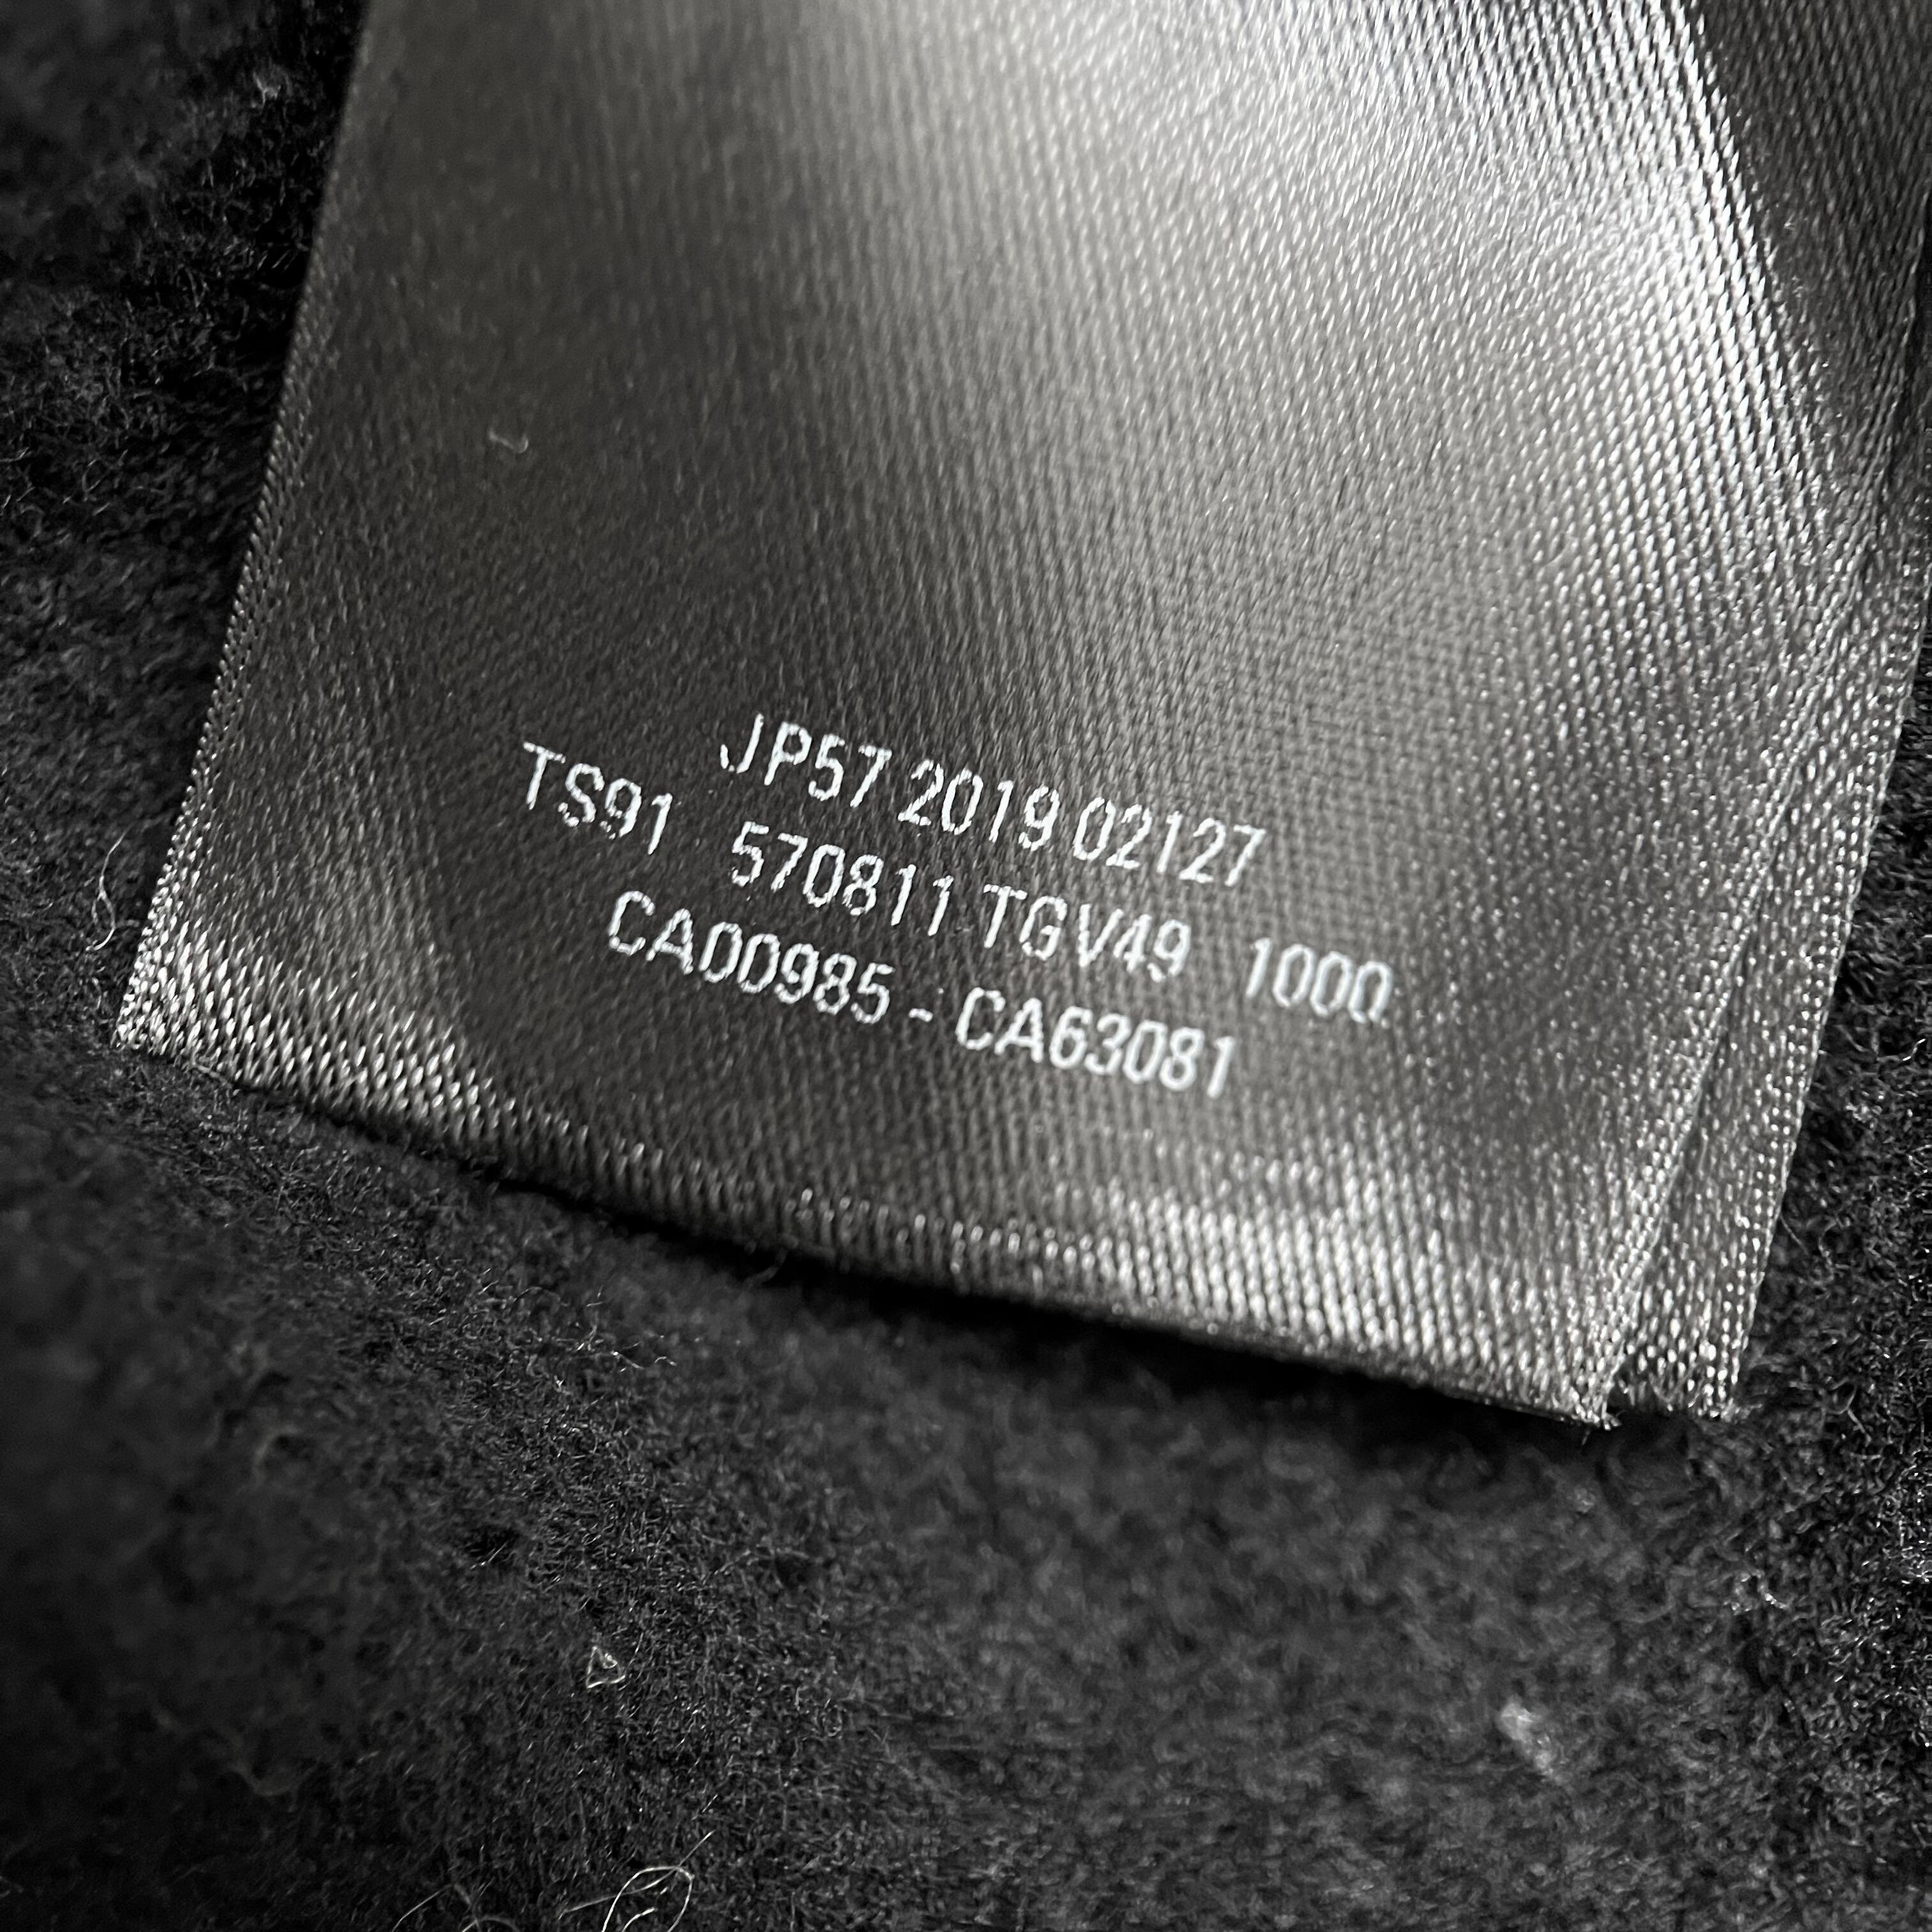 JP57 2019 02127
TS91 570811 TGV49 1000
CA00985 - CA63081